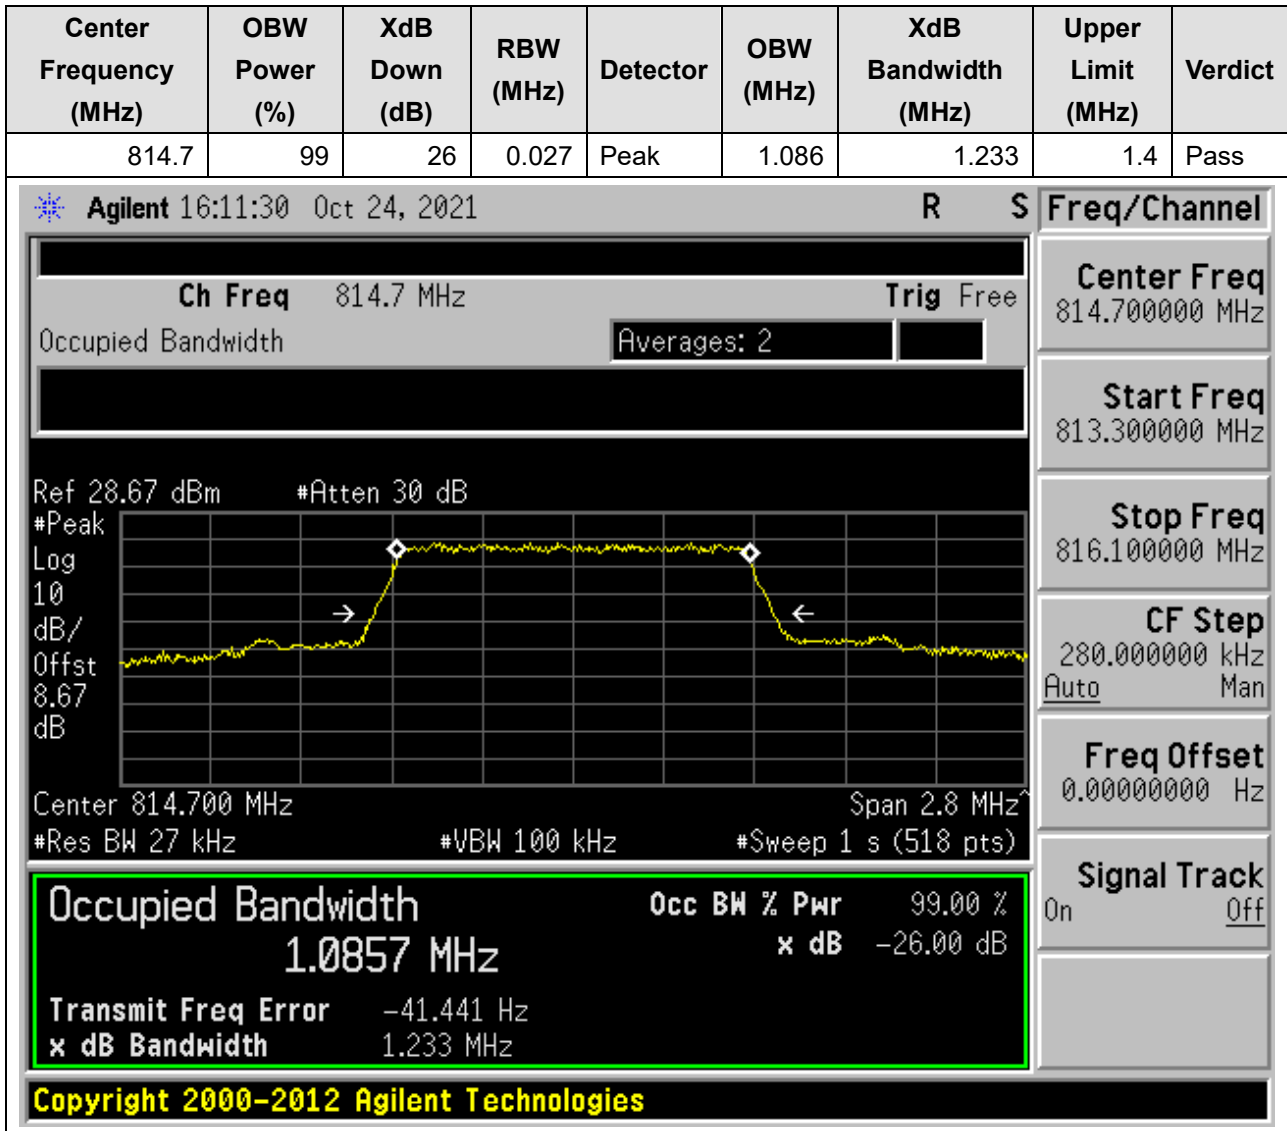 Center Frequency (MHz) OBW Power (%) XdB Down (dB) RBW (MHz) Detector OBW (MHz) XdB Bandwidth (MHz) Upper Limit (MHz) Verdict
814.7 99 26 0.027 Peak 1.086 1.233 1.4 Pass
Agilent 16:11:30 Oct 24, 2021 R S Freq/Channel
Ch Freq 814.7 MHz Trig Free
Occupied Bandwidth Averages: 2
Center Freq
814.700000 MHz
Start Freq
813.300000 MHz
Stop Freq
816.100000 MHz
CF Step
280.000000 kHz
Auto Man
Freq Offset
0.00000000 Hz
Signal Track
On Off
Ref 28.67 dBm #Atten 30 dB
#Peak
Log
10
dB/
Offst
8.67
dB
Center 814.700 MHz Span 2.8 MHz^
#Res BW 27 kHz #VBW 100 kHz #Sweep 1 s (518 pts)
Occupied Bandwidth Occ BW % Pwr 99.00 %
1.0857 MHz x dB -26.00 dB
Transmit Freq Error -41.441 Hz
x dB Bandwidth 1.233 MHz
Copyright 2000-2012 Agilent Technologies